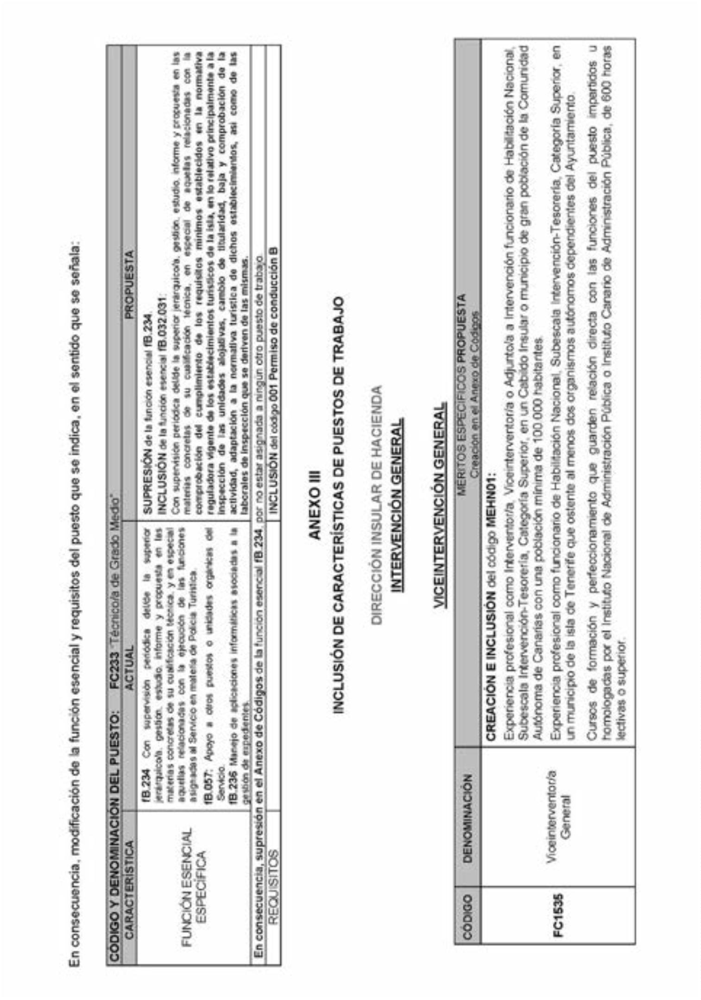 En consecuencia, modificación de la función esencial y requisitos del puesto que se indica, en el sentido que se señala:
CÓDIGO Y DENOMINACIÓN DEL PUESTO: FC233 "Técnico/a de Grado Medio"
CARACTERÍSTICA ACTUAL PROPUESTA
FUNCIÓN ESENCIAL
ESPECÍFICA
fB.234 Con supervisión periódica del/de la superior
jerárquico/a, gestión, estudio, informe y propuesta en las
materias concretas de su cualificación técnica, y en especial
aquellas relacionadas con la ejecución de las funciones
asignadas al Servicio en materia de Policía Turística.
fB.057: Apoyo a otros puestos o unidades orgánicas del
Servicio.
fB.236 Manejo de aplicaciones informáticas asociadas a la
gestión de expedientes.
SUPRESIÓN de la función esencial fB.234.
INCLUSIÓN de la función esencial fB.032.031:
Con supervisión periódica del/de la superior jerárquico/a, gestión, estudio, informe y propuesta en las
materias concretas de su cualificación técnica, en especial de aquellas relacionadas con la
comprobación del cumplimiento de los requisitos mínimos establecidos en la normativa
reguladora vigente de los establecimientos turísticos de la isla, en lo relativo principalmente a la
inspección de las unidades alojativas, cambio de titularidad, baja y comprobación de la
actividad, adaptación a la normativa turística de dichos establecimientos, así como de las
laborales de inspección que se deriven de las mismas.
En consecuencia, supresión en el Anexo de Códigos de la función esencial fB.234, por no estar asignada a ningún otro puesto de trabajo
REQUISITOS INCLUSIÓN del código 001 Permiso de conducción B
ANEXO III
INCLUSIÓN DE CARACTERÍSTICAS DE PUESTOS DE TRABAJO
DIRECCIÓN INSULAR DE HACIENDA
INTERVENCIÓN GENERAL
VICEINTERVENCIÓN GENERAL
CÓDIGO DENOMINACIÓN MERITOS ESPECIFICOS PROPUESTA
Creación en el Anexo de Códigos
FC1535
Viceinterventor/a
General
CREACIÓN E INCLUSIÓN del código MEHN01:
Experiencia profesional como Interventor/a, Viceinterventor/a o Adjunto/a a Intervención funcionario de Habilitación Nacional,
Subescala Intervención-Tesorería, Categoría Superior, en un Cabildo Insular o municipio de gran población de la Comunidad
Autónoma de Canarias con una población mínima de 100.000 habitantes.
Experiencia profesional como funcionario de Habilitación Nacional, Subescala Intervención-Tesorería, Categoría Superior, en
un municipio de la isla de Tenerife que ostente al menos dos organismos autónomos dependientes del Ayuntamiento.
Cursos de formación y perfeccionamiento que guarden relación directa con las funciones del puesto impartidos u
homologadas por el Instituto Nacional de Administración Pública o Instituto Canario de Administración Pública, de 600 horas
lectivas o superior.